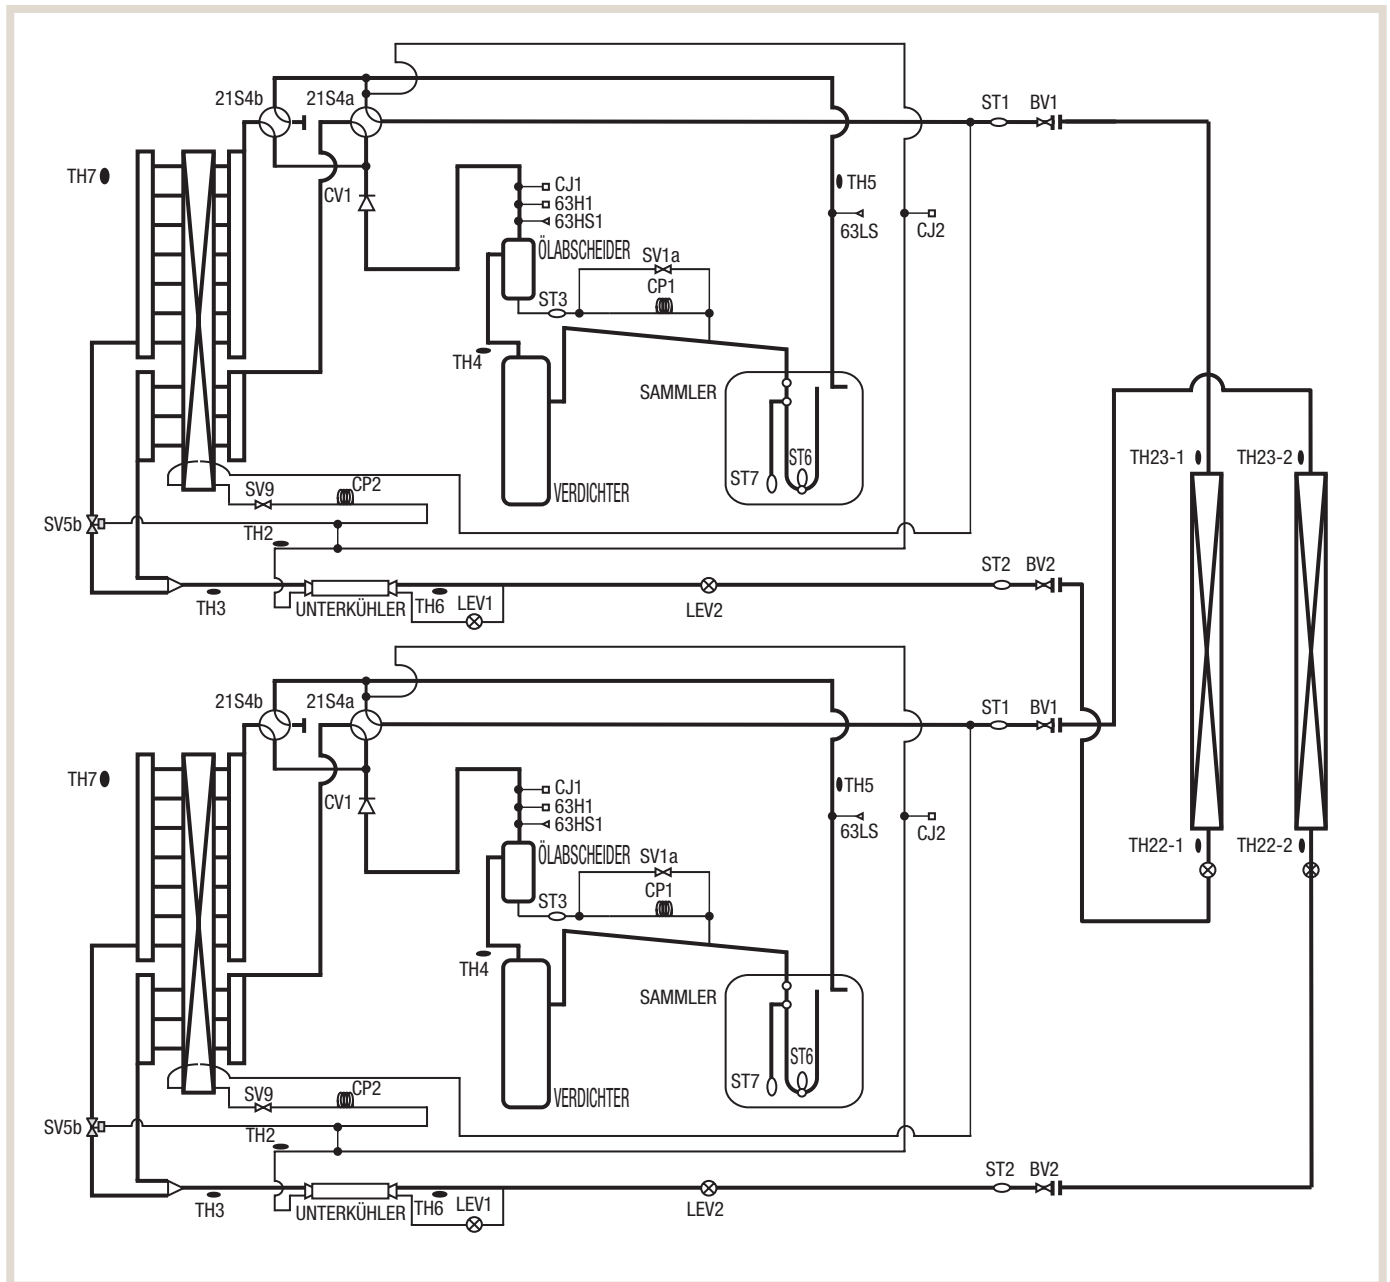 ST1 BV1
21S4b 21S4a
TH7
TH5
CJ1
CV1
63H1
63HS1
63LS
CJ2
ÖLABSCHEIDER
SV1a
CP1
ST3
TH4
SAMMLER
TH23-1 TH23-2
ST6
ST7
CP2
SV9
VERDICHTER
SV5b
TH2
ST2 BV2
TH3
UNTERKÜHLER
TH6
LEV1
LEV2
21S4b 21S4a
ST1 BV1
TH7
TH5
CJ1
CV1
63H1
63HS1
63LS
CJ2
TH22-1 TH22-2
ÖLABSCHEIDER
SV1a
CP1
ST3
TH4
SAMMLER
ST6
ST7
CP2
SV9
VERDICHTER
SV5b
TH2
ST2 BV2
TH3
UNTERKÜHLER
TH6
LEV1
LEV2